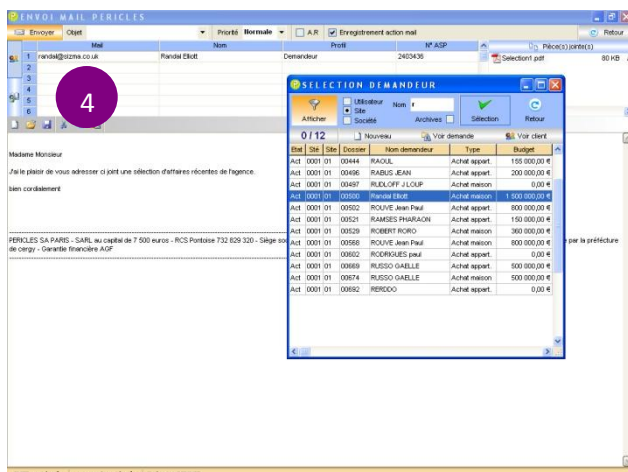 ENVOI MAIL PERICLES
Envoyer Objet Priorité Normale A.R Enregistrement action mail Retour
Mail Nom Profil N° ASP Pièce(s) jointe(s)
1 randal@sizma.co.uk Randal Elliott Demandeur 2403436 Selection1.pdf 80 KB
2
3
4
5
6
4
SELECTION DEMANDEUR
Afficher Utilisateur Site Société Nom r Archives Sélection Retour
0 / 12 Nouveau Voir demande Voir client
Etat Sté Site Dossier Nom demandeur Type Budget
Act 0001 01 00444 RAOUL Achat appart. 155 000,00 €
Act 0001 01 00496 RABUS JEAN Achat appart. 200 000,00 €
Act 0001 01 00497 RUDLOFF J LOUP Achat maison 0,00 €
Act 0001 01 00500 Randal Elliott Achat maison 1 500 000,00 €
Act 0001 01 00502 ROUVE Jean Paul Achat appart. 800 000,00 €
Act 0001 01 00521 RAMSES PHARAON Achat appart. 150 000,00 €
Act 0001 01 00529 ROBERT RORO Achat maison 360 000,00 €
Act 0001 01 00568 ROUVE Jean Paul Achat maison 800 000,00 €
Act 0001 01 00602 RODRIGUES paul Achat appart. 0,00 €
Act 0001 01 00669 RUSSO GAELLE Achat appart. 500 000,00 €
Act 0001 01 00674 RUSSO GAELLE Achat maison 500 000,00 €
Act 0001 01 00692 RERDDO Achat appart. 0,00 €
Madame Monsieur
J'ai le plaisir de vous adresser ci joint une sélection d'affaires récentes de l'agence.
bien cordialement
PERICLES SA PARIS - SARL au capital de 7 500 euros - RCS Pontoise 732 829 320 - Siège par la préfécture
de cergy - Garantie financière AGF